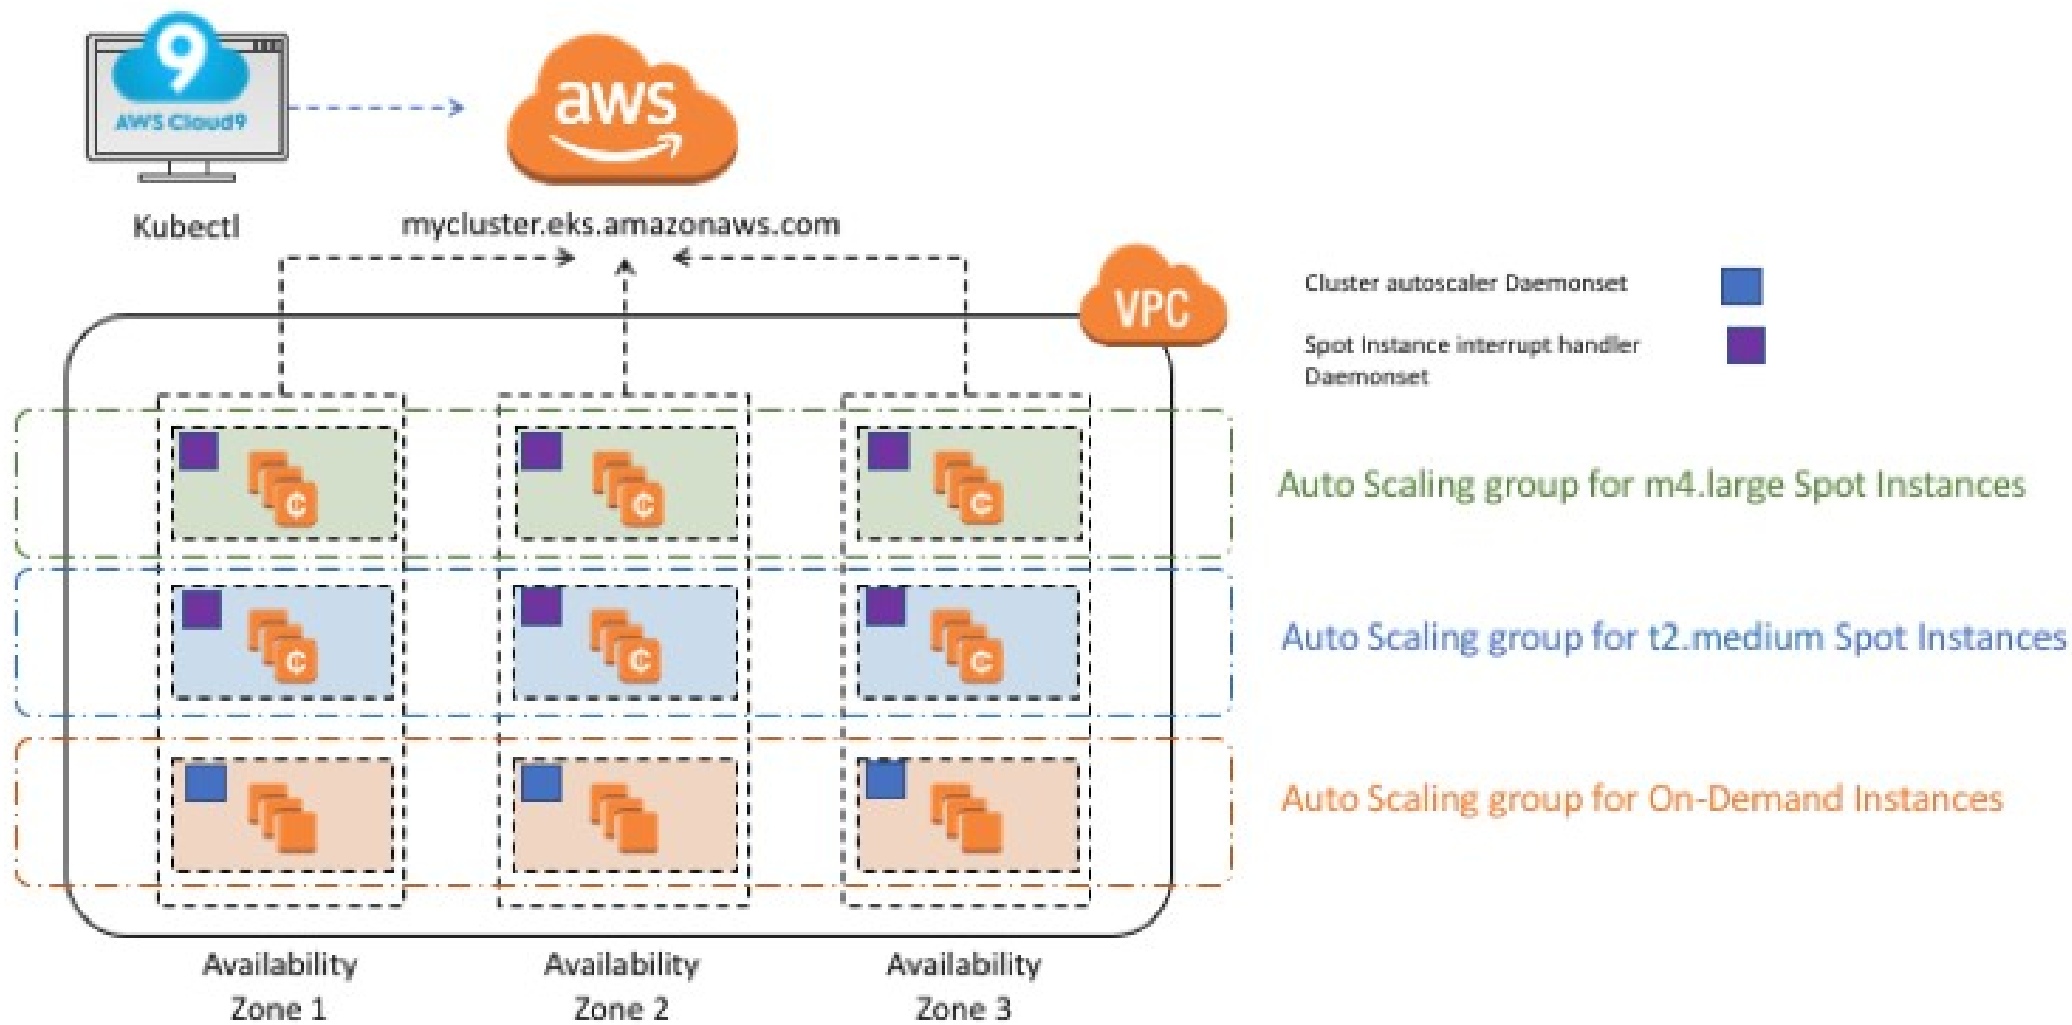 9
AWS Cloud9
aws
Kubectl
mycluster.eks.amazonaws.com
VPC
Cluster autoscaler Daemonset
Spot Instance interrupt handler
Daemonset
Auto Scaling group for m4.large Spot Instances
Auto Scaling group for t2.medium Spot Instances
Auto Scaling group for On-Demand Instances
Availability
Zone 1
Availability
Zone 2
Availability
Zone 3